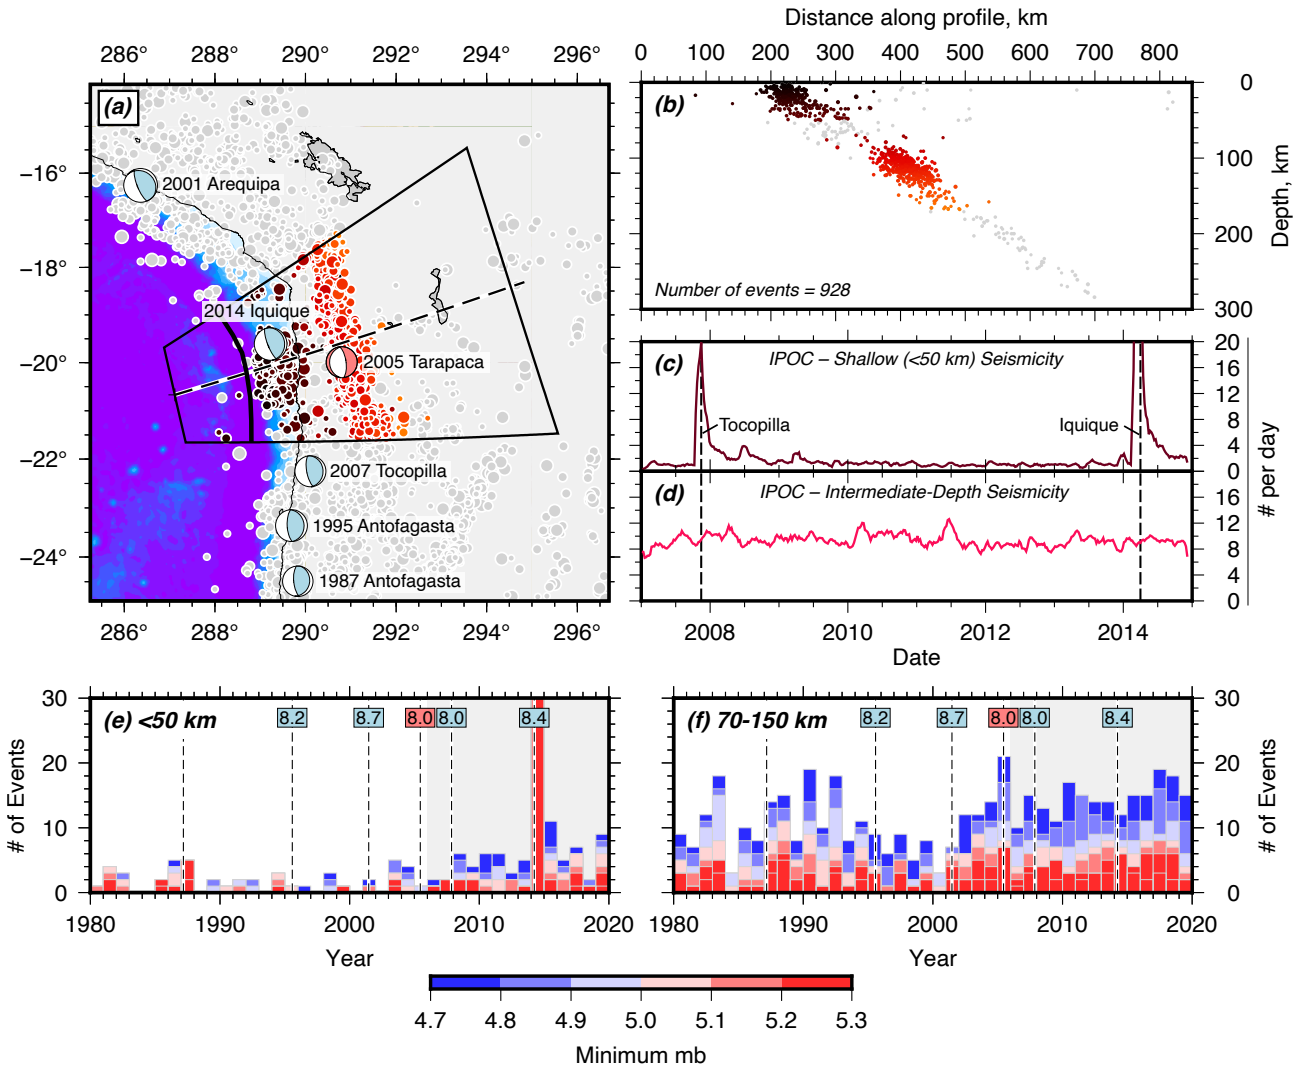 Distance along profile, km
286° 288° 290° 292° 294° 296°
0 100 200 300 400 500 600 700 800
(a)
−16°
−18°
−20°
−22°
−24°
2001 Arequipa
2014 Iquique
2005 Tarapaca
2007 Tocopilla
1995 Antofagasta
1987 Antofagasta
286° 288° 290° 292° 294° 296°
(b)
Number of events = 928
0
100
200
300
Depth, km
(c)
IPOC – Shallow (<50 km) Seismicity
Tocopilla
Iquique
20
16
12
8
4
0
(d)
IPOC – Intermediate-Depth Seismicity
16
12
8
4
0
# per day
2008 2010 2012 2014
Date
(e) <50 km
8.2 8.7 8.0 8.0 8.4
30
20
10
0
# of Events
1980 1990 2000 2010 2020
Year
(f) 70-150 km
8.2 8.7 8.0 8.0 8.4
30
20
10
0
# of Events
1980 1990 2000 2010 2020
Year
4.7 4.8 4.9 5.0 5.1 5.2 5.3
Minimum mb